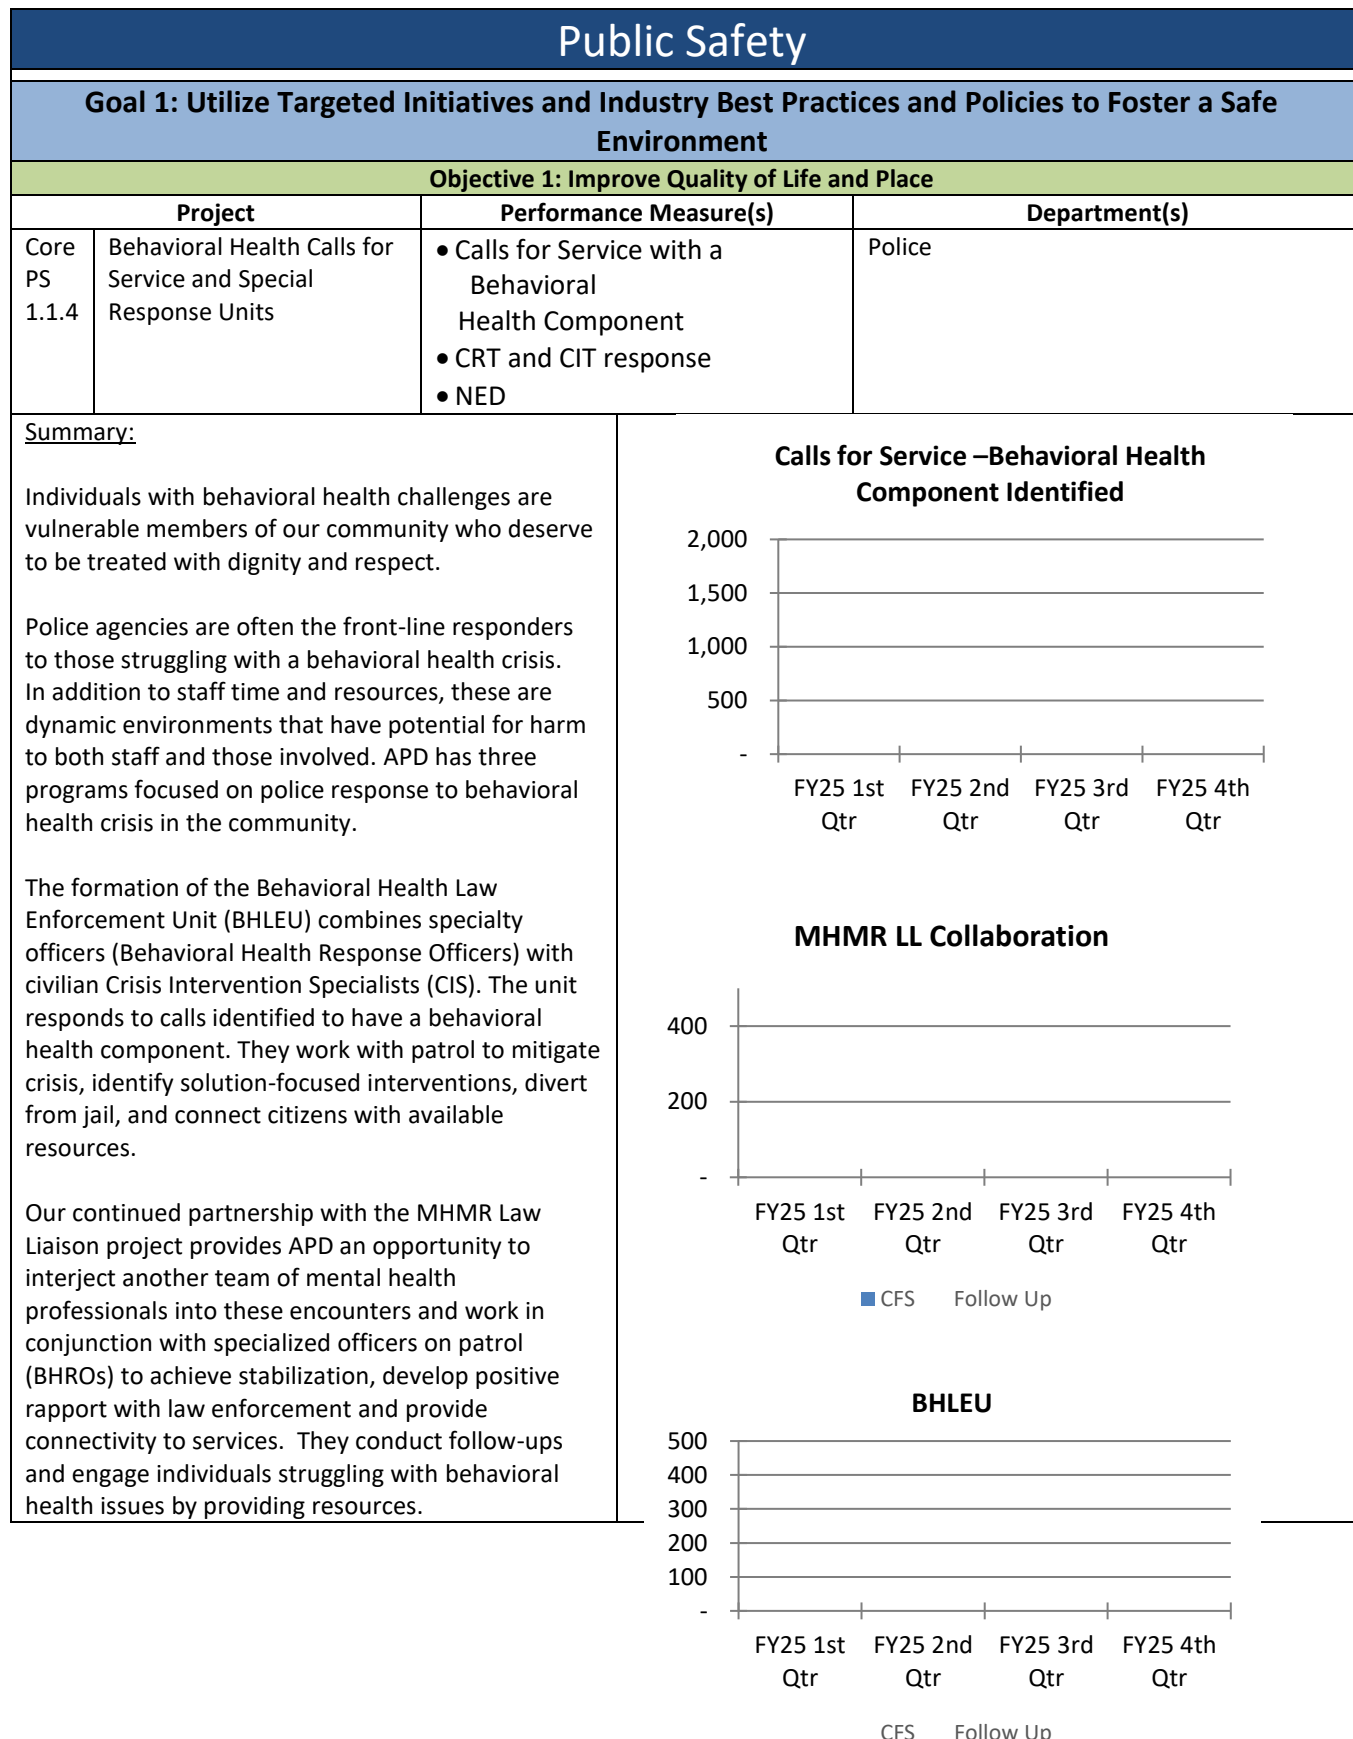 Public Safety
Goal 1: Utilize Targeted Initiatives and Industry Best Practices and Policies to Foster a Safe
Environment
Objective 1: Improve Quality of Life and Place
Project Performance Measure(s) Department(s)
Core
PS
1.1.4
Behavioral Health Calls for
Service and Special
Response Units
• Calls for Service with a
Behavioral
Health Component
• CRT and CIT response
• NED
Police
Summary:
Individuals with behavioral health challenges are
vulnerable members of our community who deserve
to be treated with dignity and respect.
Police agencies are often the front-line responders
to those struggling with a behavioral health crisis.
In addition to staff time and resources, these are
dynamic environments that have potential for harm
to both staff and those involved. APD has three
programs focused on police response to behavioral
health crisis in the community.
The formation of the Behavioral Health Law
Enforcement Unit (BHLEU) combines specialty
officers (Behavioral Health Response Officers) with
civilian Crisis Intervention Specialists (CIS). The unit
responds to calls identified to have a behavioral
health component. They work with patrol to mitigate
crisis, identify solution-focused interventions, divert
from jail, and connect citizens with available
resources.
Our continued partnership with the MHMR Law
Liaison project provides APD an opportunity to
interject another team of mental health
professionals into these encounters and work in
conjunction with specialized officers on patrol
(BHROs) to achieve stabilization, develop positive
rapport with law enforcement and provide
connectivity to services.  They conduct follow-ups
and engage individuals struggling with behavioral
health issues by providing resources.
Calls for Service –Behavioral Health
Component Identified
2,000
1,500
1,000
500
-
FY25 1st FY25 2nd FY25 3rd FY25 4th
Qtr Qtr Qtr Qtr
MHMR LL Collaboration
400
200
-
FY25 1st FY25 2nd FY25 3rd FY25 4th
Qtr Qtr Qtr Qtr
CFS Follow Up
BHLEU
500
400
300
200
100
-
FY25 1st FY25 2nd FY25 3rd FY25 4th
Qtr Qtr Qtr Qtr
CFS Follow Up